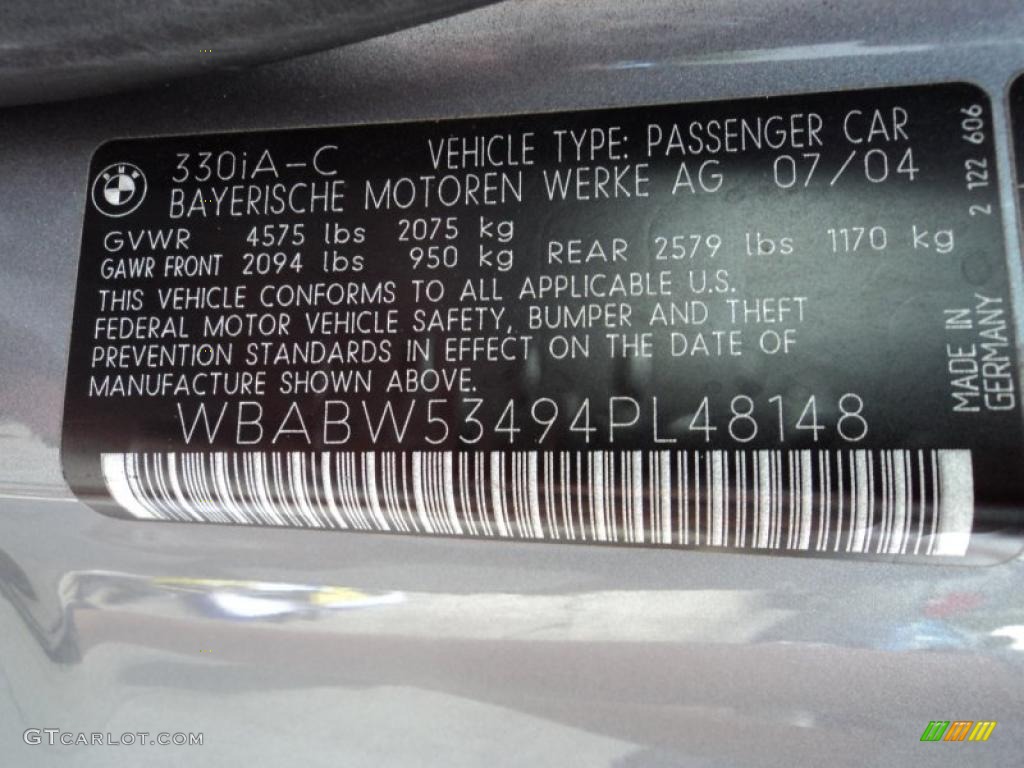 330iA-C VEHICLE TYPE: PASSENGER CAR
BAYERISCHE MOTOREN WERKE AG 07/04
GVWR 4575 lbs 2075 kg
GAWR FRONT 2094 lbs 950 kg REAR 2579 lbs 1170 kg
THIS VEHICLE CONFORMS TO ALL APPLICABLE U.S.
FEDERAL MOTOR VEHICLE SAFETY, BUMPER AND THEFT
PREVENTION STANDARDS IN EFFECT ON THE DATE OF
MANUFACTURE SHOWN ABOVE.
WBABW53494PL48148
2 122 606
MADE IN
GERMANY
BMW
GTCARLOT.COM